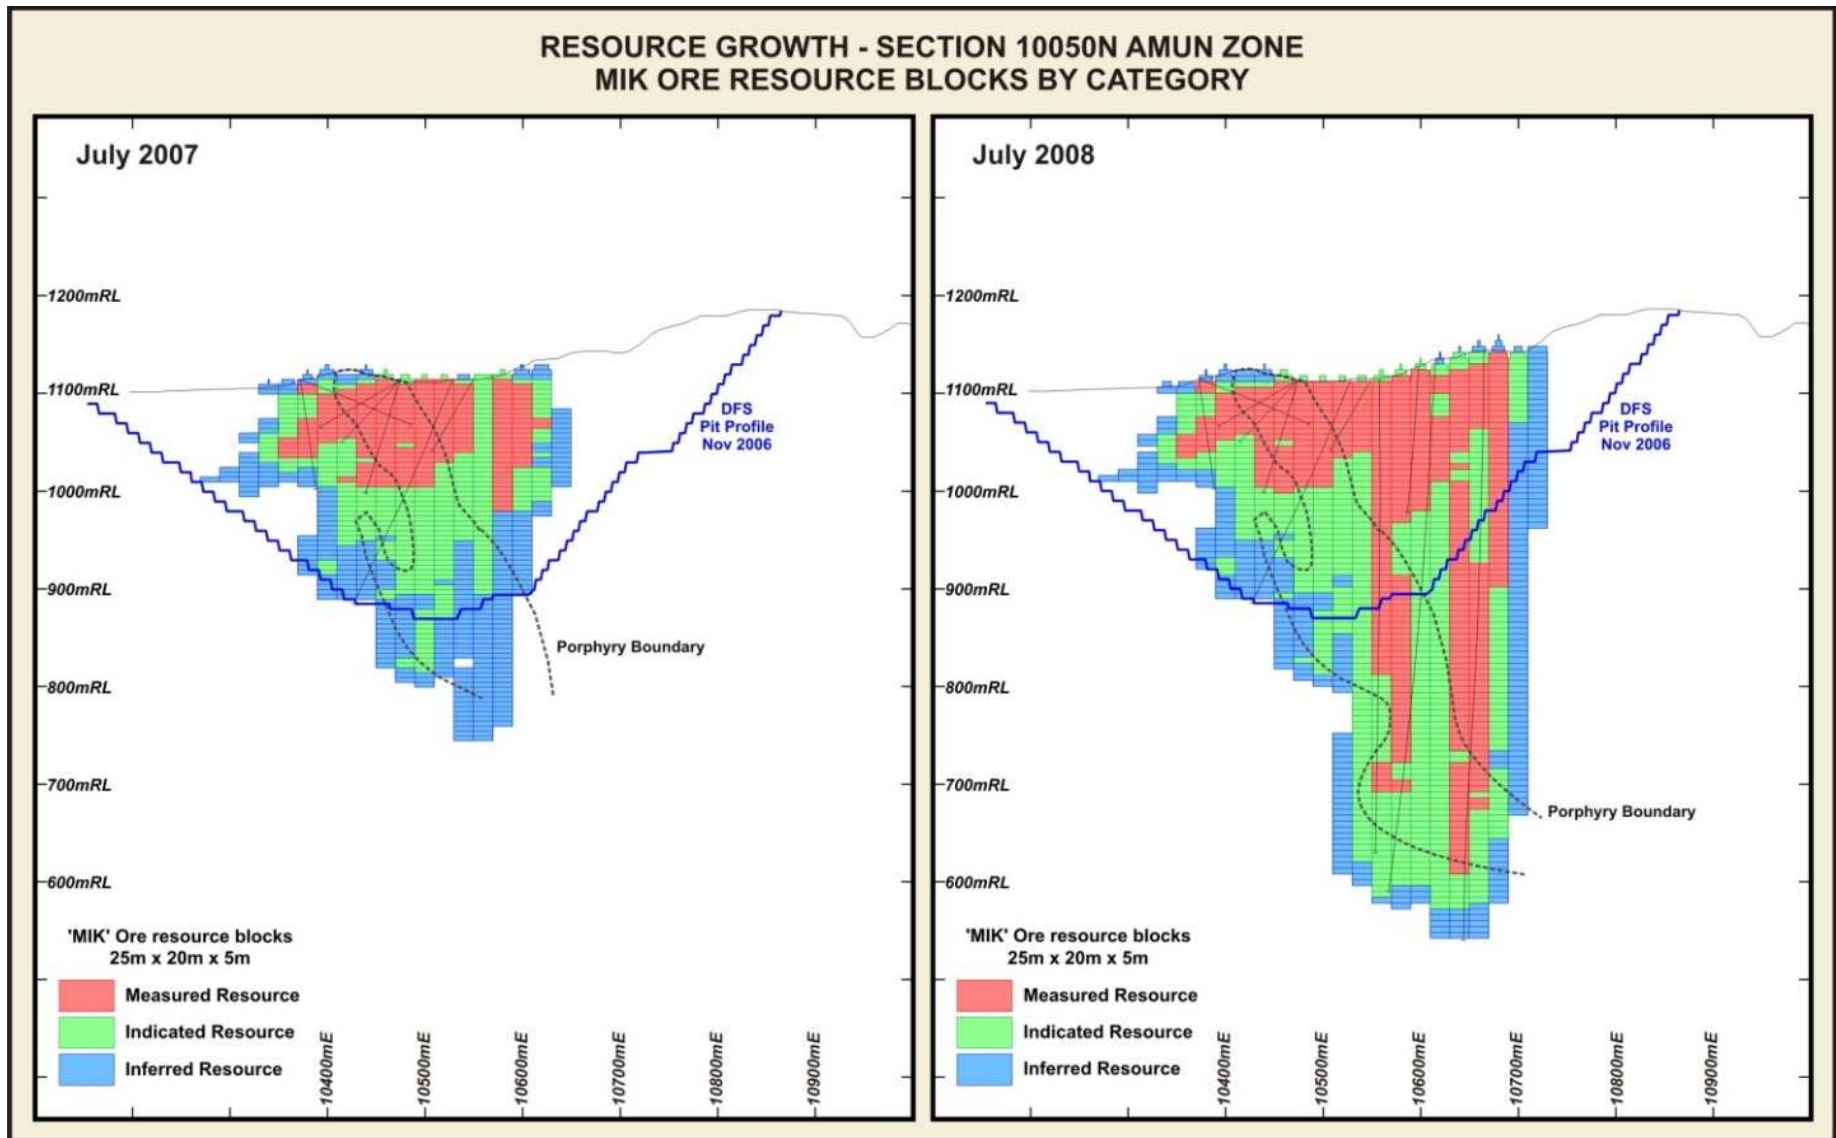 RESOURCE GROWTH - SECTION 10050N AMUN ZONE
MIK ORE RESOURCE BLOCKS BY CATEGORY
July 2007
1200mRL
1100mRL
1000mRL
900mRL
800mRL
700mRL
600mRL
DFS
Pit Profile
Nov 2006
Porphyry Boundary
'MIK' Ore resource blocks
25m x 20m x 5m
Measured Resource
Indicated Resource
Inferred Resource
10400mE
10500mE
10600mE
10700mE
10800mE
10900mE
July 2008
1200mRL
1100mRL
1000mRL
900mRL
800mRL
700mRL
600mRL
DFS
Pit Profile
Nov 2006
Porphyry Boundary
'MIK' Ore resource blocks
25m x 20m x 5m
Measured Resource
Indicated Resource
Inferred Resource
10400mE
10500mE
10600mE
10700mE
10800mE
10900mE